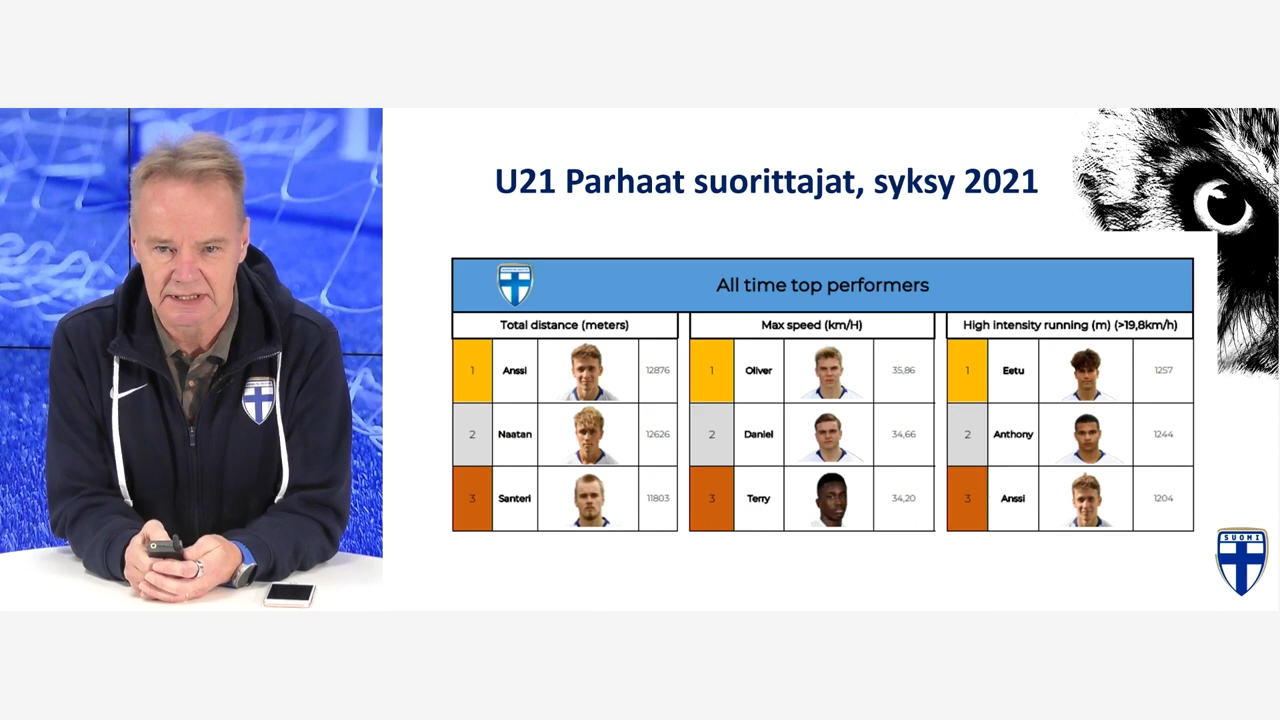 U21 Parhaat suorittajat, syksy 2021
All time top performers
Total distance (meters)
1 Anssi 12876
2 Naatan 12626
3 Santeri 11803
Max speed (km/H)
1 Oliver 35,86
2 Daniel 34,66
3 Terry 34,20
High intensity running (m) (>19,8km/h)
1 Eetu 1257
2 Anthony 1244
3 Anssi 1204
SUOMI